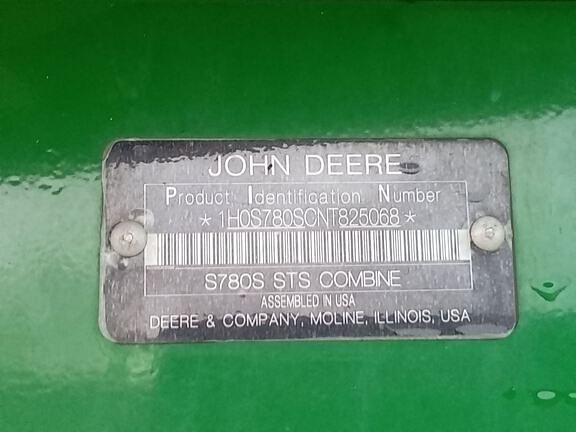 JOHN DEERE
Product Identification Number
* 1H0S780SCNT825068 *
S780S STS COMBINE
ASSEMBLED IN USA
DEERE & COMPANY, MOLINE, ILLINOIS, USA